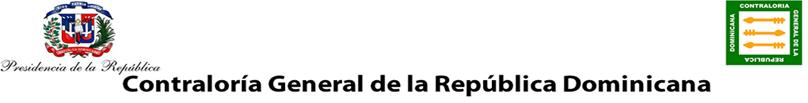 Presidencia de la República
Contraloría General de la República Dominicana
CONTRALORIA
GENERAL DE LA
REPUBLICA
DOMINICANA